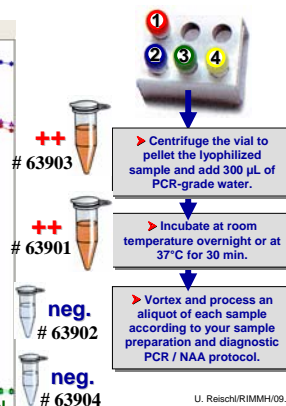 1
2
3
4
++
# 63903
++
# 63901
neg.
# 63902
neg.
# 63904
Centrifuge the vial to
pellet the lyophilized
sample and add 300 µL of
PCR-grade water.
Incubate at room
temperature overnight or at
37°C for 30 min.
Vortex and process an
aliquot of each sample
according to your sample
preparation and diagnostic
PCR / NAA protocol.
U. Reischl/RIMMH/09.